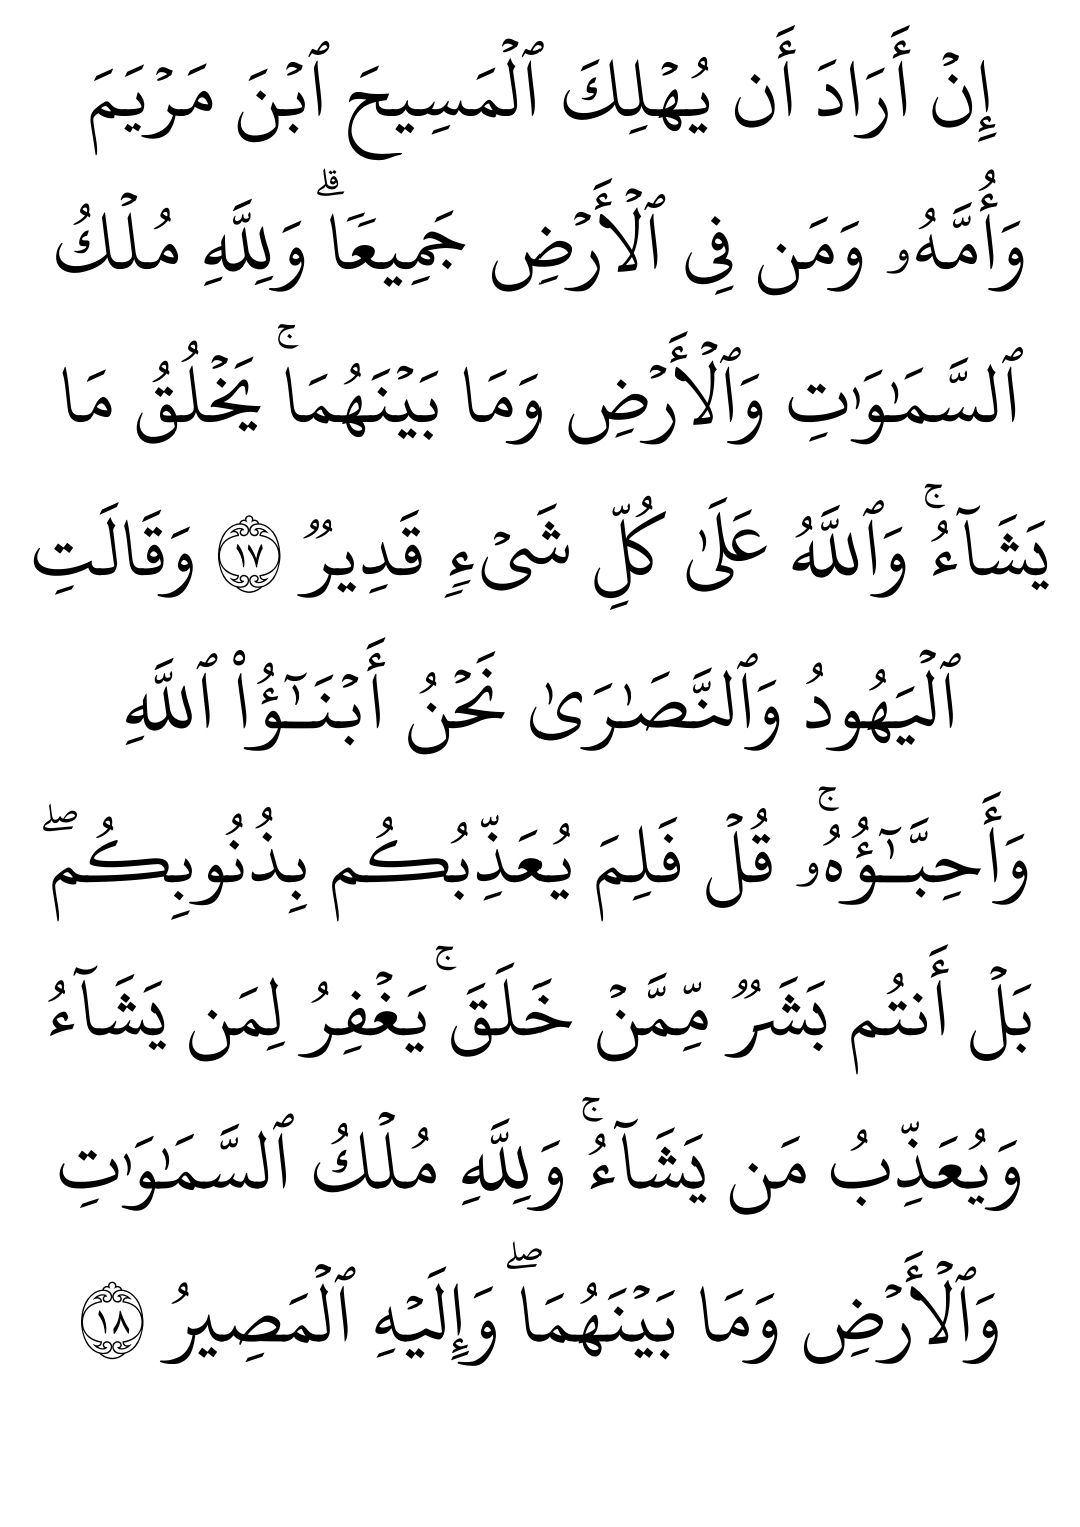 إِنۡ أَرَادَ أَن يُهۡلِكَ ٱلۡمَسِيحَ ٱبۡنَ مَرۡيَمَ
وَأُمَّهُۥ وَمَن فِى ٱلۡأَرۡضِ جَمِيعَۢاۗ وَلِلَّهِ مُلۡكُ
ٱلسَّمَٰوَٰتِ وَٱلۡأَرۡضِ وَمَا بَيۡنَهُمَاۚ يَخۡلُقُ مَا
يَشَآءُۚ وَٱللَّهُ عَلَىٰ كُلِّ شَىۡءٍ قَدِيرٌ ١٧ وَقَالَتِ
ٱلۡيَهُودُ وَٱلنَّصَٰرَىٰ نَحۡنُ أَبۡنَٰٓؤُاْ ٱللَّهِ
وَأَحِبَّٰٓؤُهُۥۚ قُلۡ فَلِمَ يُعَذِّبُكُم بِذُنُوبِكُمۖ
بَلۡ أَنتُم بَشَرٌ مِّمَّنۡ خَلَقَۚ يَغۡفِرُ لِمَن يَشَآءُ
وَيُعَذِّبُ مَن يَشَآءُۚ وَلِلَّهِ مُلۡكُ ٱلسَّمَٰوَٰتِ
وَٱلۡأَرۡضِ وَمَا بَيۡنَهُمَاۖ وَإِلَيۡهِ ٱلۡمَصِيرُ ١٨